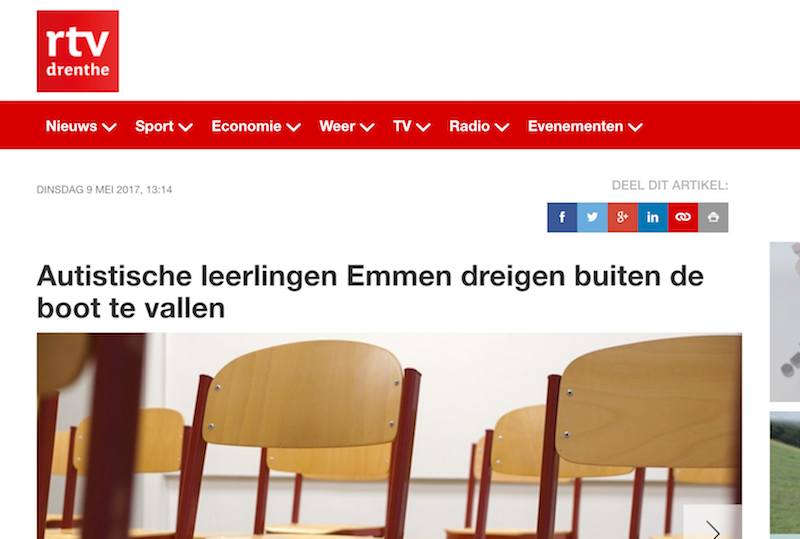 rtv
drenthe
Nieuws Sport Economie Weer TV Radio Evenementen
DINSDAG 9 MEI 2017, 13:14
DEEL DIT ARTIKEL:
f g+ in
Autistische leerlingen Emmen dreigen buiten de
boot te vallen